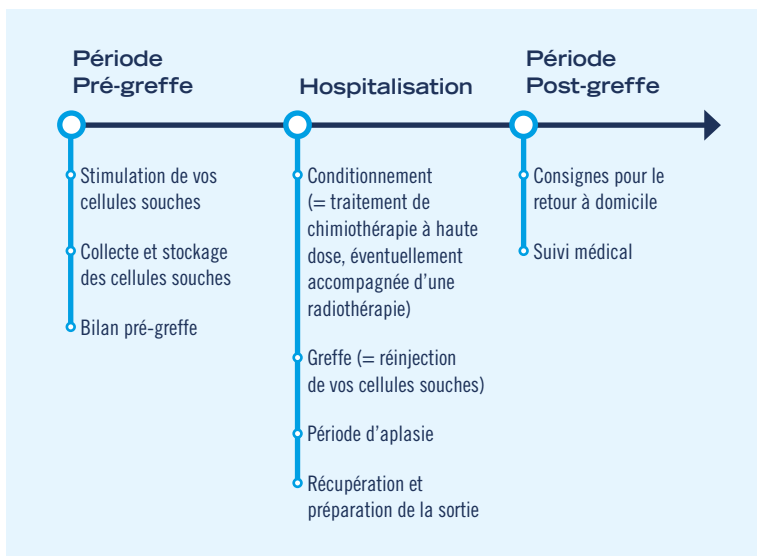 Période
Pré-greffe
Stimulation de vos
cellules souches
Collecte et stockage
des cellules souches
Bilan pré-greffe
Hospitalisation
Conditionnement
(= traitement de
chimiothérapie à haute
dose, éventuellement
accompagnée d’une
radiothérapie)
Greffe (= réinjection
de vos cellules souches)
Période d’aplasie
Récupération et
préparation de la sortie
Période
Post-greffe
Consignes pour le
retour à domicile
Suivi médical